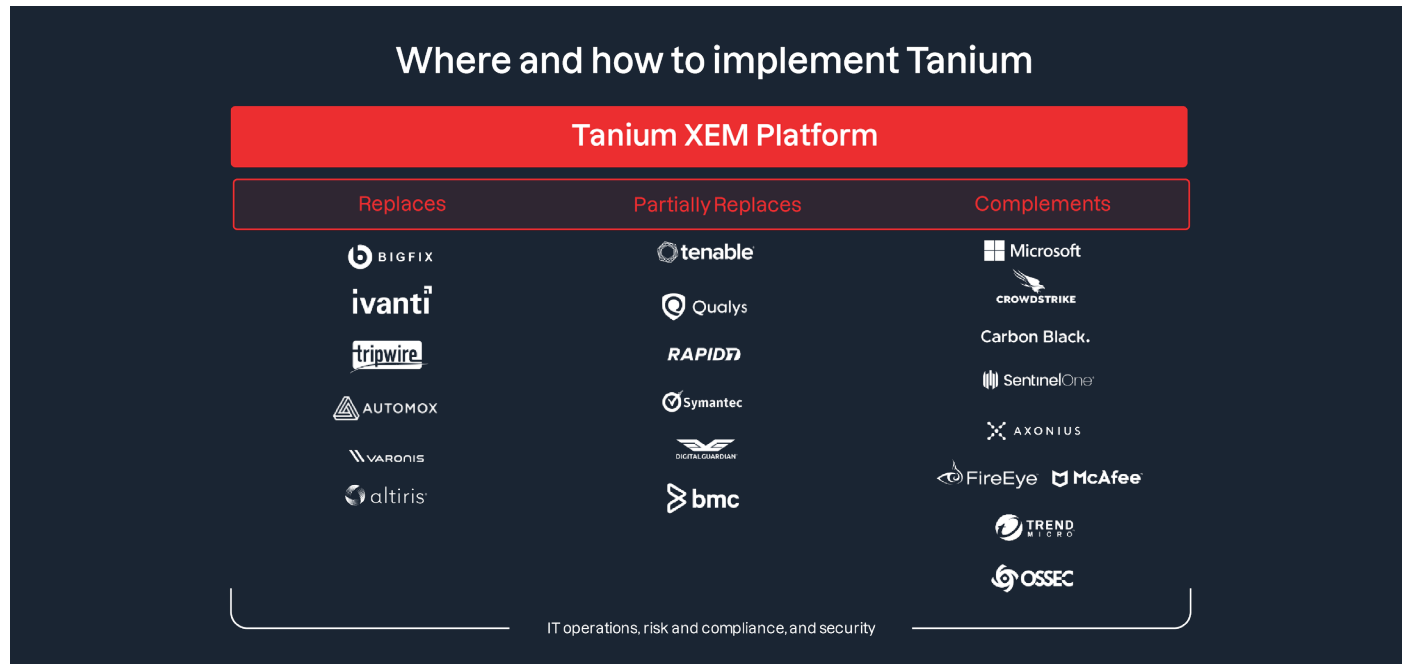 Where and how to implement Tanium
Tanium XEM Platform
Replaces
Partially Replaces
Complements
BIGFIX
ivanti
tripwire
AUTOMOX
VARONIS
altiris
tenable
Qualys
RAPID7
Symantec
DIGITAL GUARDIAN
bmc
Microsoft
CROWDSTRIKE
Carbon Black.
SentinelOne
AXONIUS
FireEye McAfee
TREND
MICRO
OSSEC
IT operations, risk and compliance, and security